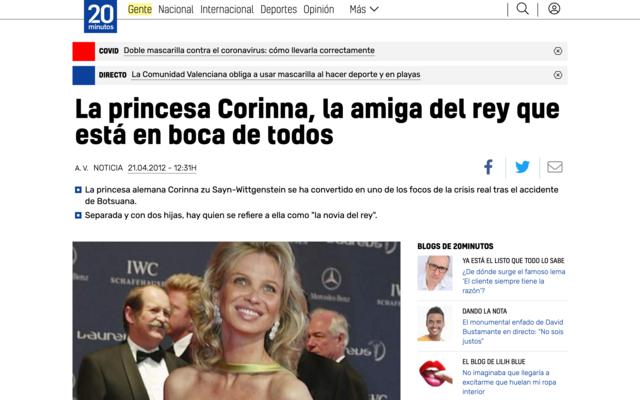 20
minutos
Gente Nacional Internacional Deportes Opinión Más
COVID Doble mascarilla contra el coronavirus: cómo llevarla correctamente
DIRECTO La Comunidad Valenciana obliga a usar mascarilla al hacer deporte y en playas
La princesa Corinna, la amiga del rey que
está en boca de todos
A. V. NOTICIA 21.04.2012 - 12:31H
La princesa alemana Corinna zu Sayn-Wittgenstein se ha convertido en uno de los focos de la crisis real tras el accidente
de Botsuana.
Separada y con dos hijas, hay quien se refiere a ella como "la novia del rey".
IWC
SCHAFFHAUSEN
Mercedes-Benz
IWC
SCHAFFHAUSEN
BLOGS DE 20MINUTOS
YA ESTÁ EL LISTO QUE TODO LO SABE
¿De dónde surge el famoso lema
'El cliente siempre tiene la
razón'?
DANDO LA NOTA
El monumental enfado de David
Bustamante en directo: "No sois
justos"
EL BLOG DE LILIH BLUE
No imaginaba que llegaría a
excitarme que huelan mi ropa
interior